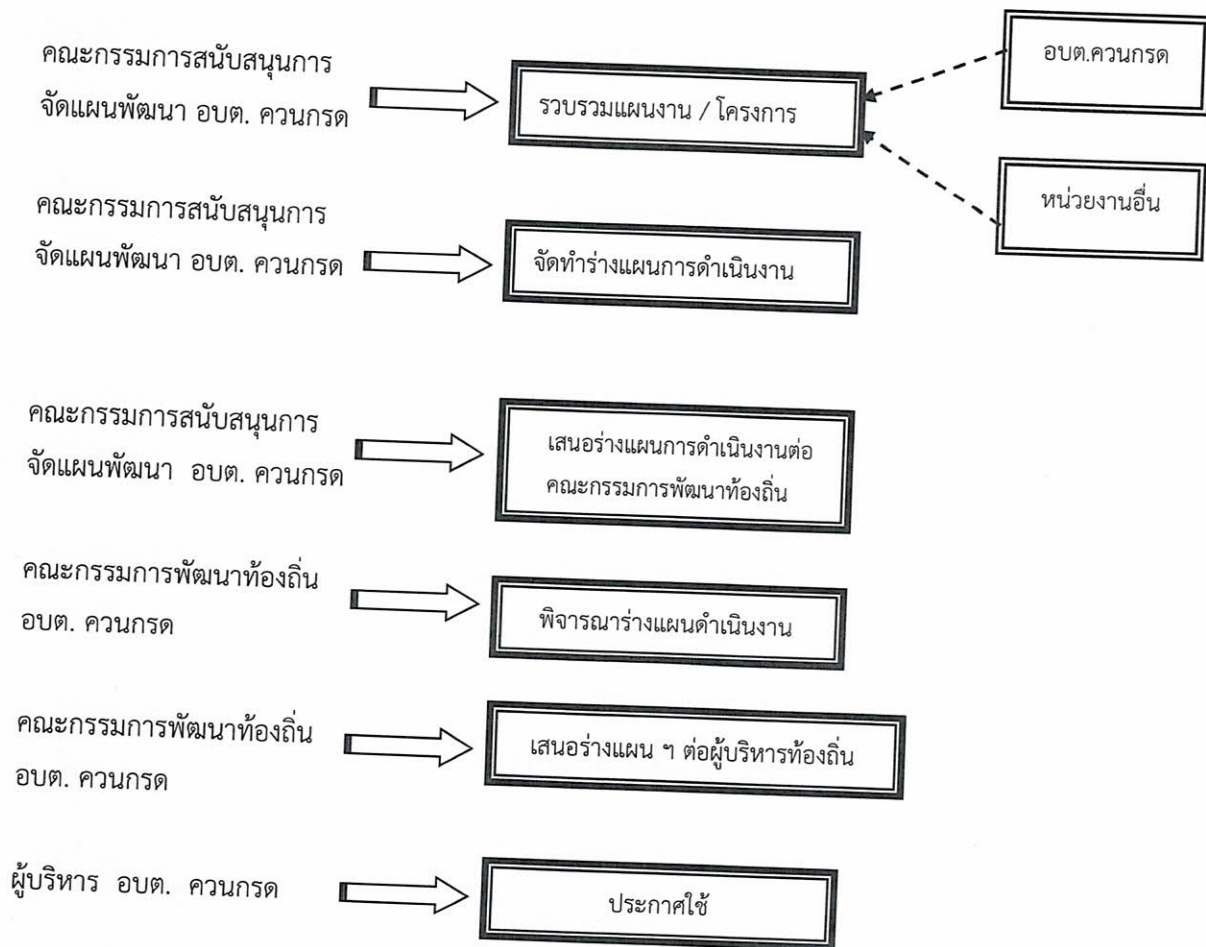 คณะกรรมการสนับสนุนการ
จัดแผนพัฒนา อบต. ควนกรด
รวบรวมแผนงาน / โครงการ
อบต.ควนกรด
หน่วยงานอื่น
คณะกรรมการสนับสนุนการ
จัดแผนพัฒนา อบต. ควนกรด
จัดทำร่างแผนการดำเนินงาน
คณะกรรมการสนับสนุนการ
จัดแผนพัฒนา อบต. ควนกรด
เสนอร่างแผนการดำเนินงานต่อ
คณะกรรมการพัฒนาท้องถิ่น
คณะกรรมการพัฒนาท้องถิ่น
อบต. ควนกรด
พิจารณาร่างแผนดำเนินงาน
คณะกรรมการพัฒนาท้องถิ่น
อบต. ควนกรด
เสนอร่างแผน ฯ ต่อผู้บริหารท้องถิ่น
ผู้บริหาร อบต. ควนกรด
ประกาศใช้